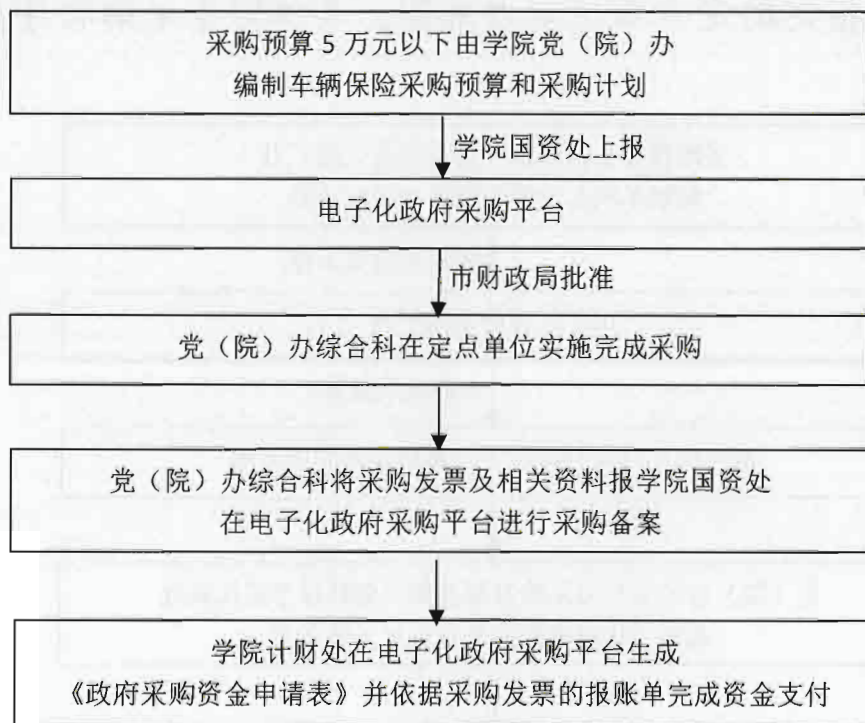 采购预算5万元以下由学院党（院）办
编制车辆保险采购预算和采购计划
学院国资处上报
电子化政府采购平台
市财政局批准
党（院）办综合科在定点单位实施完成采购
党（院）办综合科将采购发票及相关资料报学院国资处
在电子化政府采购平台进行采购备案
学院计财处在电子化政府采购平台生成
《政府采购资金申请表》并依据采购发票的报账单完成资金支付